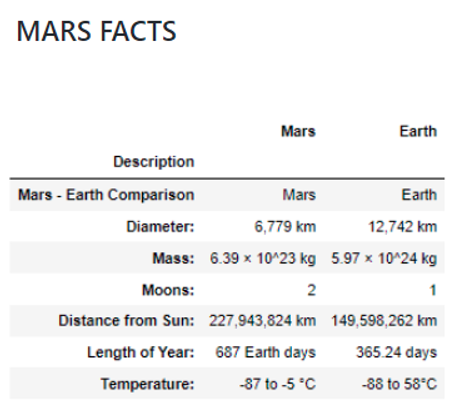 MARS FACTS
Mars Earth
Description
Mars - Earth Comparison Mars Earth
Diameter: 6,779 km 12,742 km
Mass: 6.39 × 10^23 kg 5.97 × 10^24 kg
Moons: 2 1
Distance from Sun: 227,943,824 km 149,598,262 km
Length of Year: 687 Earth days 365.24 days
Temperature: -87 to -5 °C -88 to 58°C